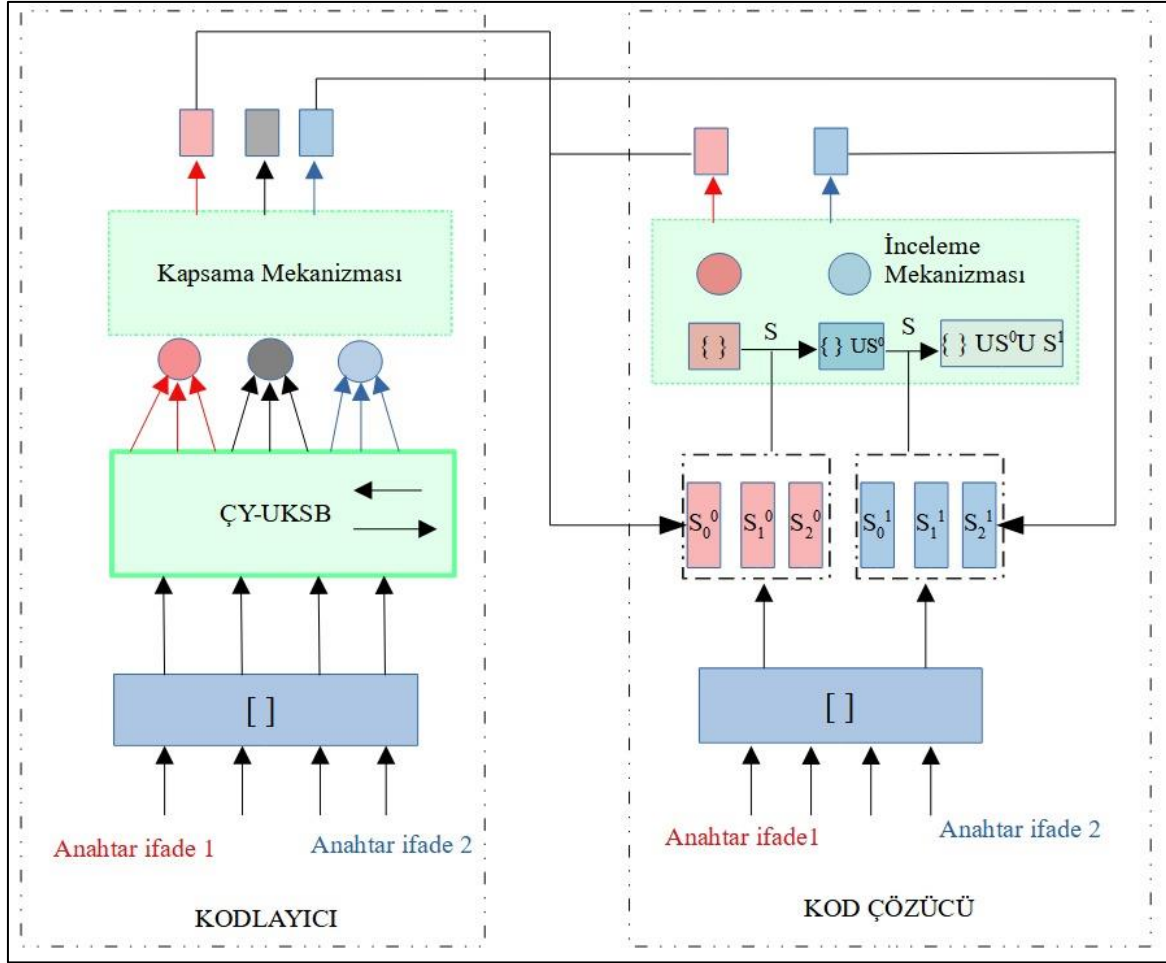 Kapsama Mekanizması
ÇY-UKSB
[ ]
Anahtar ifade 1
Anahtar ifade 2
KODLAYICI
İnceleme
Mekanizması
{ }
S
{ } US⁰
S
{ } US⁰U S¹
S₀⁰
S₁⁰
S₂⁰
S₀¹
S₁¹
S₂¹
[ ]
Anahtar ifade1
Anahtar ifade 2
KOD ÇÖZÜCÜ